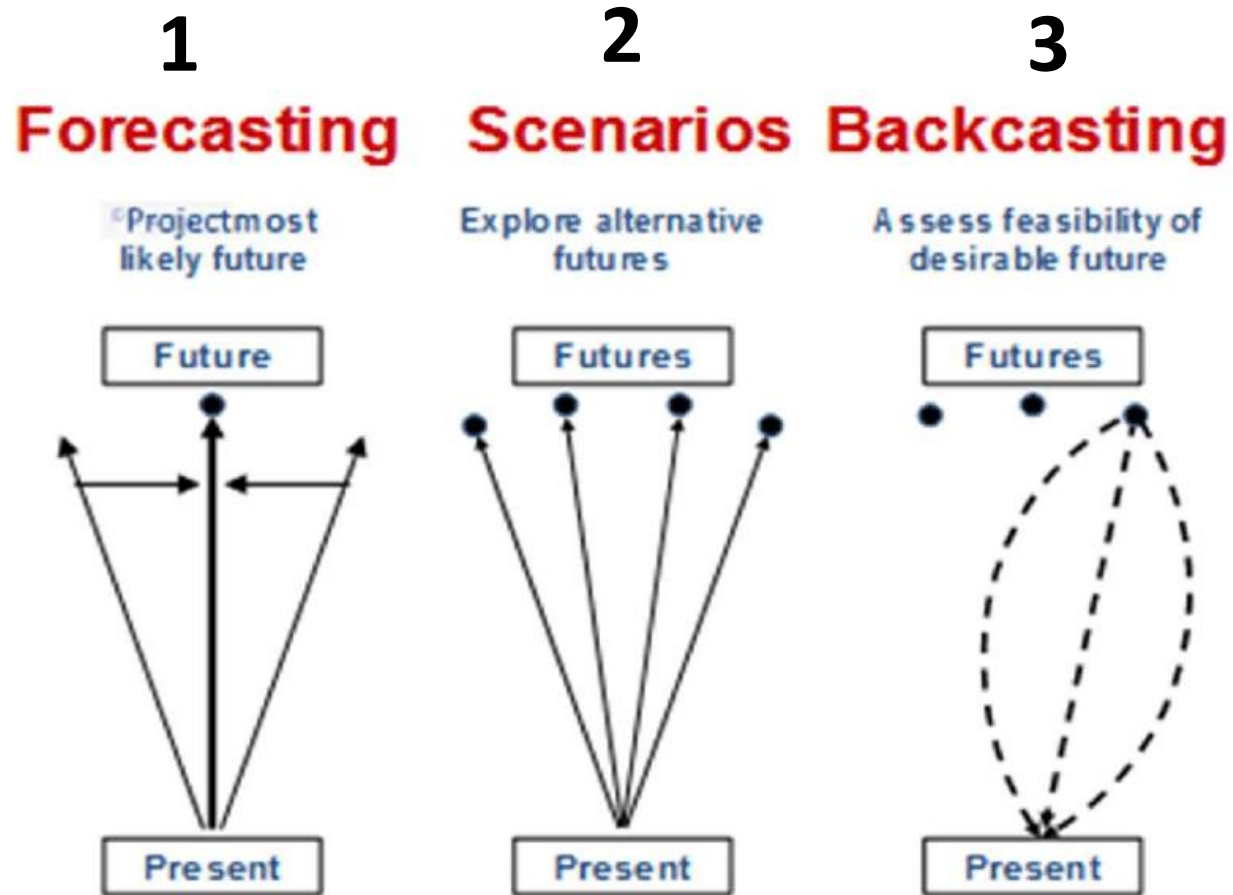 1
Forecasting
©Projectmost
likely future
Future
Present
2
Scenarios
Explore alternative
futures
Futures
Present
3
Backcasting
Assess feasibility of
desirable future
Futures
Present